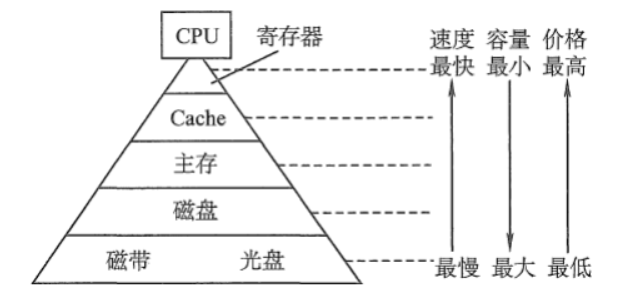 CPU
寄存器
速度 容量 价格
最快 最小 最高
Cache
主存
磁盘
磁带 光盘
最慢 最大 最低